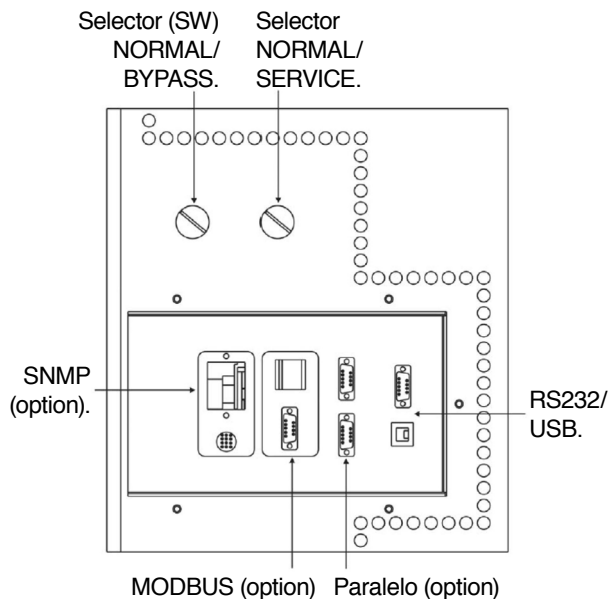 Selector (SW)
NORMAL/
BYPASS.
Selector
NORMAL/
SERVICE.
SNMP
(option).
RS232/
USB.
MODBUS (option)
Paralelo (option)